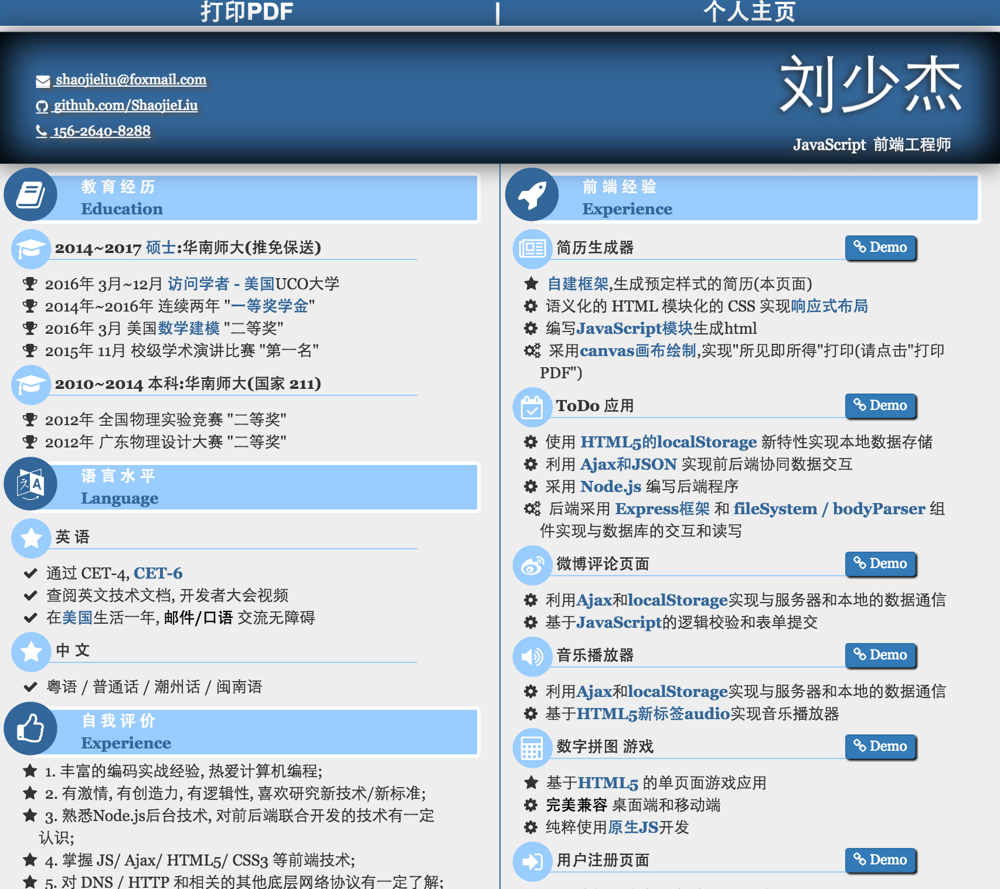 打印PDF
|
个人主页
shaojieliu@foxmail.com
github.com/ShaojieLiu
156-2640-8288
刘少杰
JavaScript 前端工程师
教育经历
Education
2014~2017 硕士:华南师大(推免保送)
2016年 3月~12月 访问学者 - 美国UCO大学
2014年~2016年 连续两年 "一等奖学金"
2016年 3月 美国数学建模 "二等奖"
2015年 11月 校级学术演讲比赛 "第一名"
2010~2014 本科:华南师大(国家 211)
2012年 全国物理实验竞赛 "二等奖"
2012年 广东物理设计大赛 "二等奖"
语言水平
Language
英 语
通过 CET-4, CET-6
查阅英文技术文档, 开发者大会视频
在美国生活一年, 邮件/口语 交流无障碍
中 文
粤语 / 普通话 / 潮州话 / 闽南语
自我评价
Experience
1. 丰富的编码实战经验, 热爱计算机编程;
2. 有激情, 有创造力, 有逻辑性, 喜欢研究新技术/新标准;
3. 熟悉Node.js后台技术, 对前后端联合开发的技术有一定
认识;
4. 掌握 JS/ Ajax/ HTML5/ CSS3 等前端技术;
5. 对 DNS / HTTP 和相关的其他底层网络协议有一定了解;
前端经验
Experience
简历生成器
Demo
自建框架,生成预定样式的简历(本页面)
语义化的 HTML 模块化的 CSS 实现响应式布局
编写JavaScript模块生成html
采用canvas画布绘制,实现"所见即所得"打印(请点击"打印
PDF")
ToDo 应用
Demo
使用 HTML5的localStorage 新特性实现本地数据存储
利用 Ajax和JSON 实现前后端协同数据交互
采用 Node.js 编写后端程序
后端采用 Express框架 和 fileSystem / bodyParser 组
件实现与数据库的交互和读写
微博评论页面
Demo
利用Ajax和localStorage实现与服务器和本地的数据通信
基于JavaScript的逻辑校验和表单提交
音乐播放器
Demo
利用Ajax和localStorage实现与服务器和本地的数据通信
基于HTML5新标签audio实现音乐播放器
数字拼图 游戏
Demo
基于HTML5 的单页面游戏应用
完美兼容 桌面端和移动端
纯粹使用原生JS开发
用户注册页面
Demo